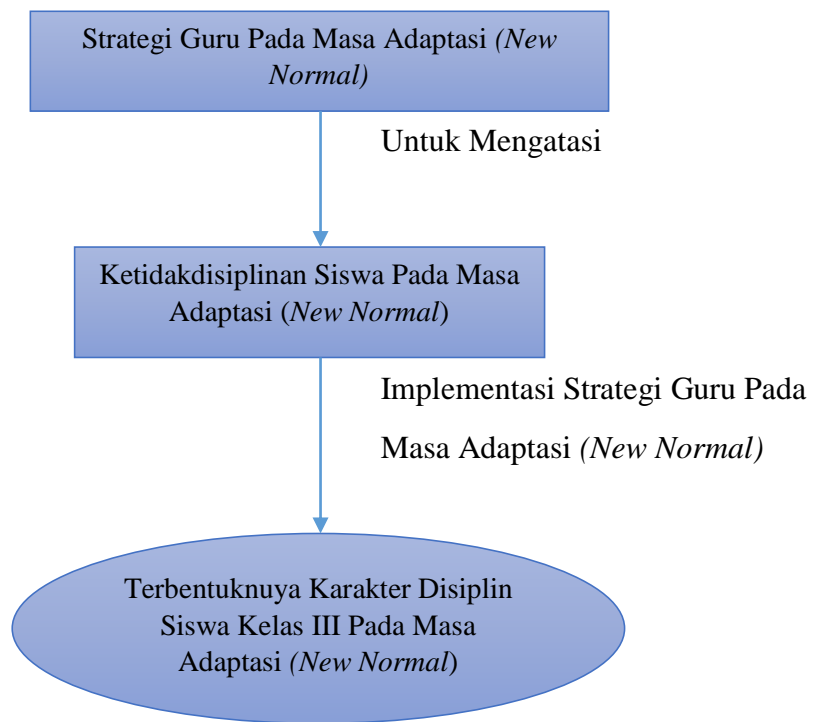 Strategi Guru Pada Masa Adaptasi (New
Normal)
Untuk Mengatasi
Ketidakdisiplinan Siswa Pada Masa
Adaptasi (New Normal)
Implementasi Strategi Guru Pada
Masa Adaptasi (New Normal)
Terbentuknuya Karakter Disiplin
Siswa Kelas III Pada Masa
Adaptasi (New Normal)